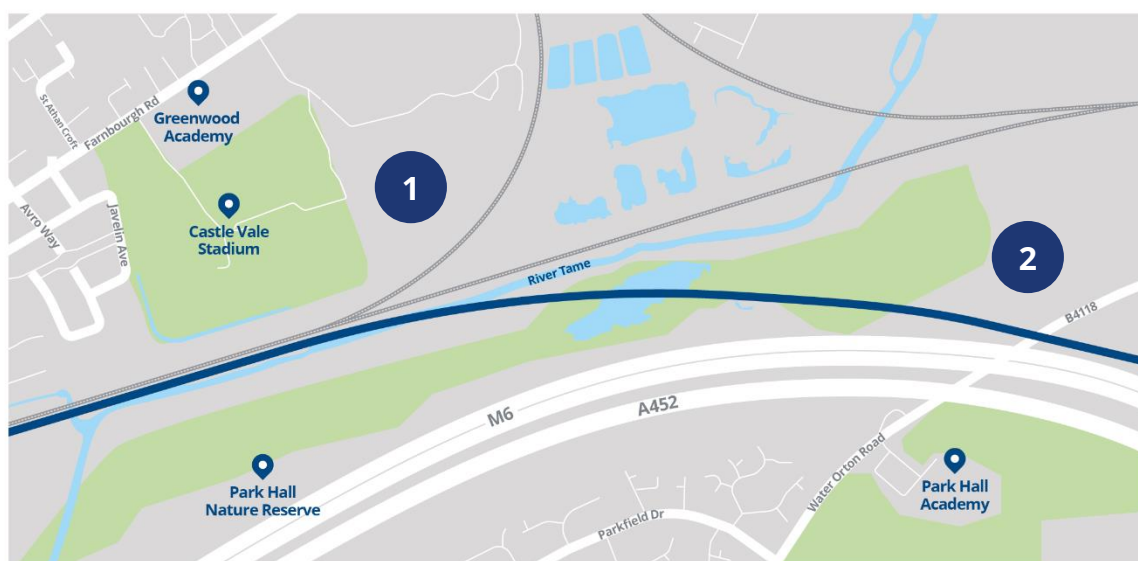 St Athan Croft
Farnbourgh Rd
Greenwood
Academy
1
Avro Way
Javelin Ave
Castle Vale
Stadium
2
River Tame
B4118
M6
A452
Water Orton Road
Park Hall
Nature Reserve
Park Hall
Academy
Parkfield Dr